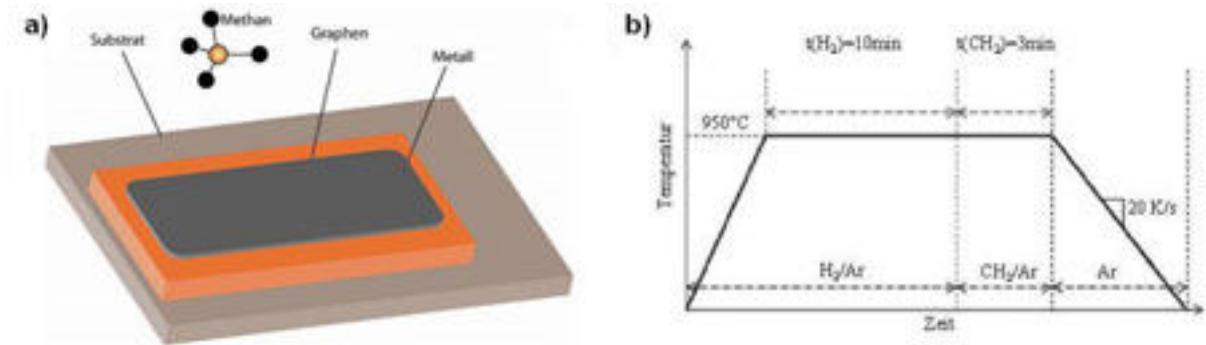 a)
Substrat
Methan
Graphen
Metall
b)
t(H₂)=10min
t(CH₂)=3min
950°C
Temperatur
20 K/s
H₂/Ar
CH₂/Ar
Ar
Zeit